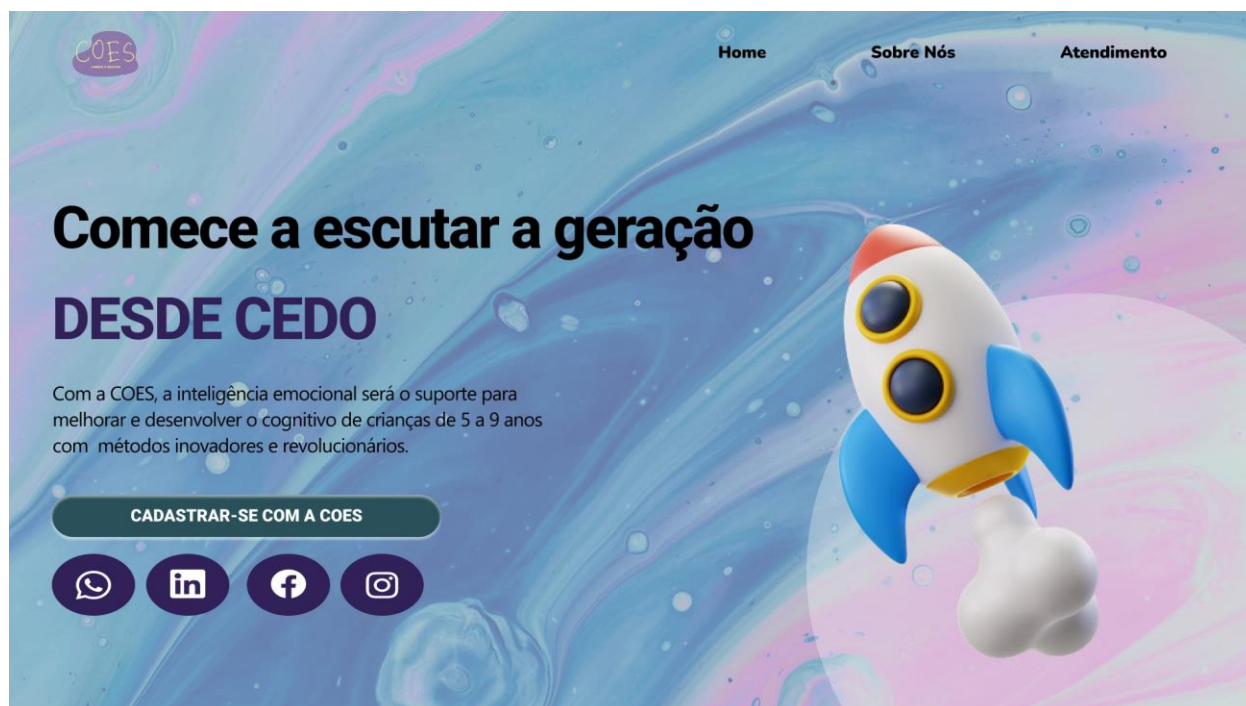 COES
Home
Sobre Nós
Atendimento
Comece a escutar a geração
DESDE CEDO
Com a COES, a inteligência emocional será o suporte para
melhorar e desenvolver o cognitivo de crianças de 5 a 9 anos
com  métodos inovadores e revolucionários.
CADASTRAR-SE COM A COES
in